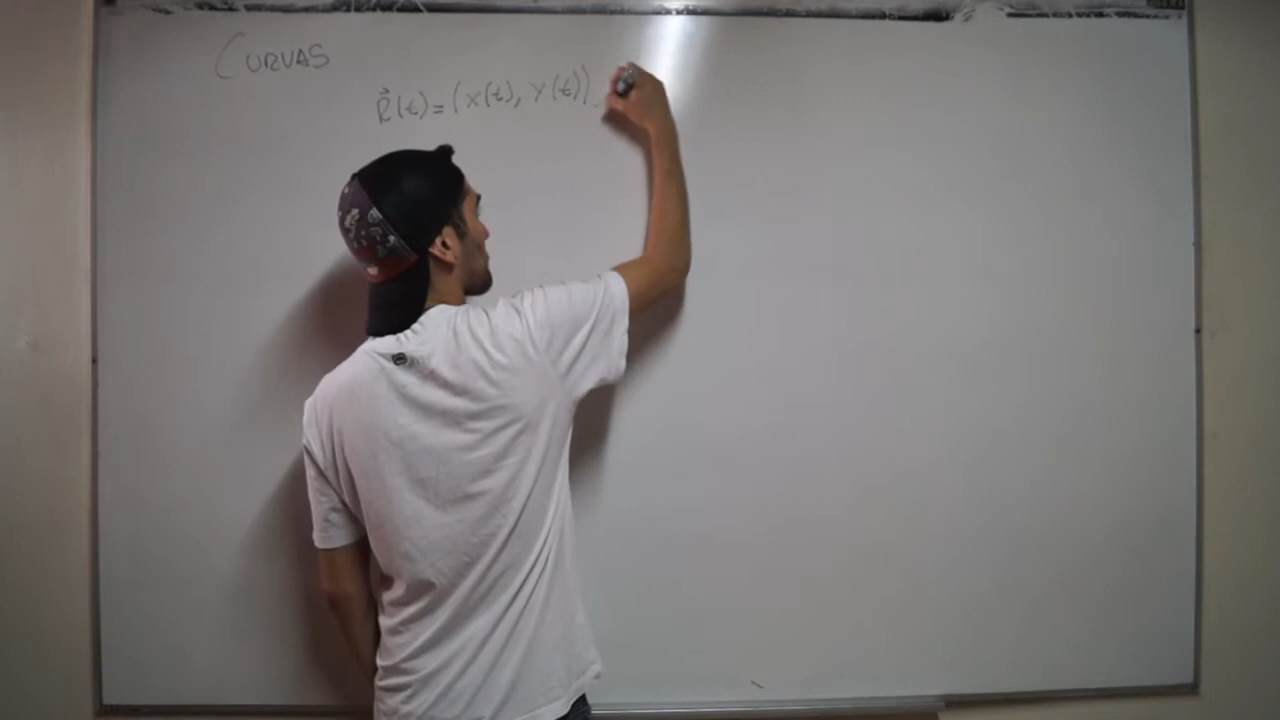 CURVAS
R⃗(t) = (x(t), y(t))